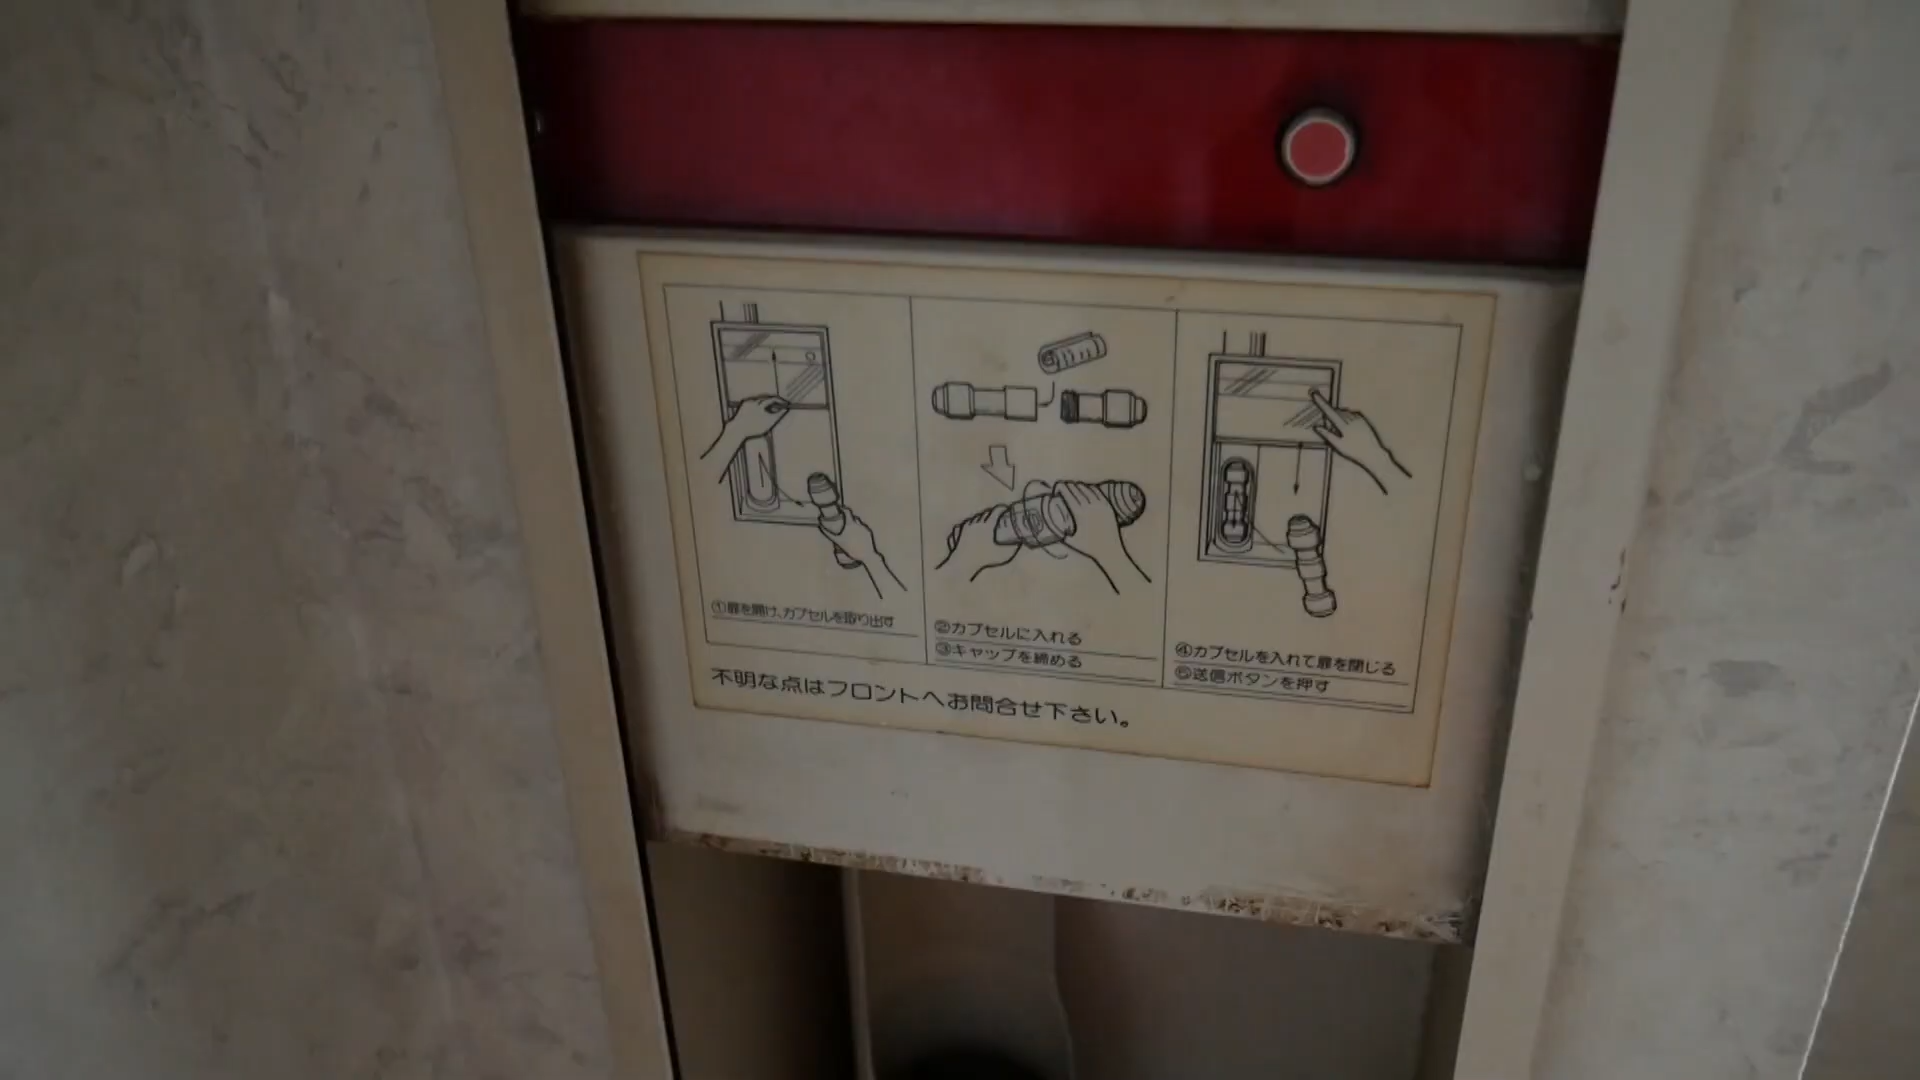 ①扉を開け、カプセルを取り出す
②カプセルに入れる
③キャップを締める
④カプセルを入れて扉を閉じる
⑤送信ボタンを押す
不明な点はフロントへお問合せ下さい。